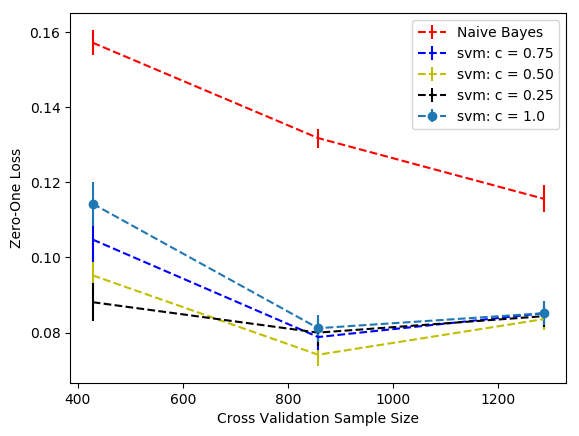 0.16
0.14
0.12
0.10
0.08
Zero-One Loss
Naive Bayes
svm: c = 0.75
svm: c = 0.50
svm: c = 0.25
svm: c = 1.0
400 600 800 1000 1200
Cross Validation Sample Size